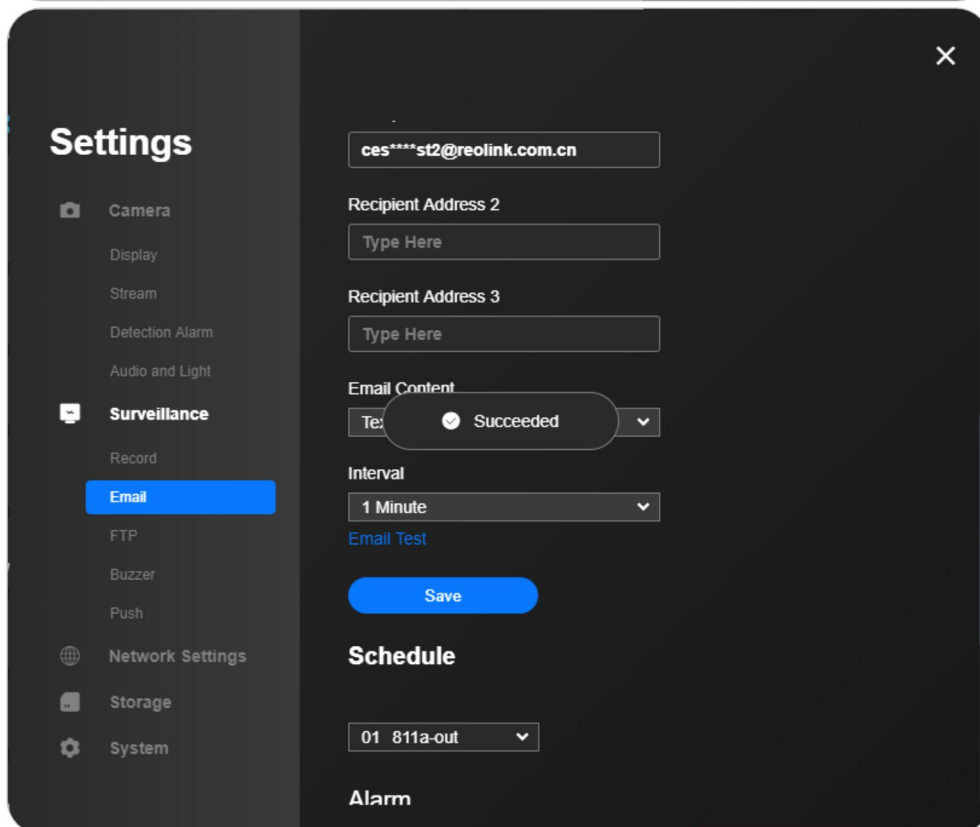 Settings
Camera
Display
Stream
Detection Alarm
Audio and Light
Surveillance
Record
Email
FTP
Buzzer
Push
Network Settings
Storage
System
ces****st2@reolink.com.cn
Recipient Address 2
Type Here
Recipient Address 3
Type Here
Email Content
Succeeded
Interval
1 Minute
Email Test
Save
Schedule
01 811a-out
Alarm